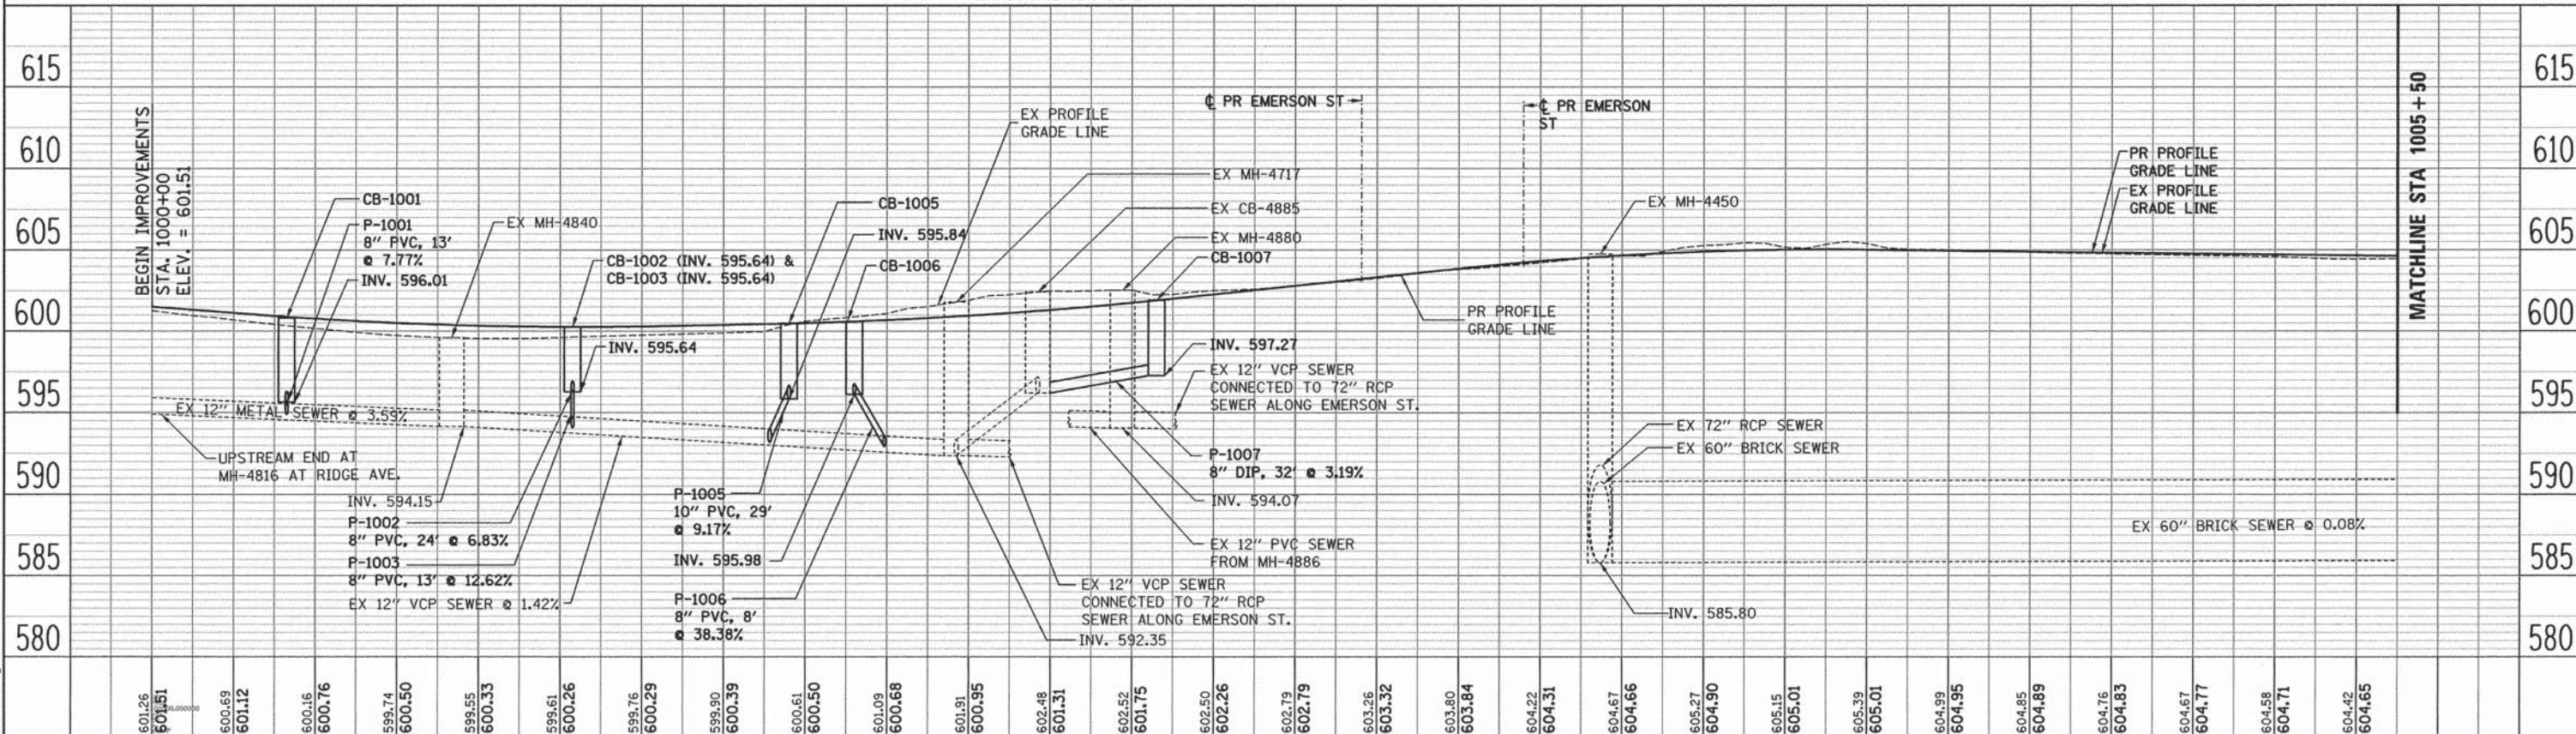 615
610
605
600
595
590
585
580
BEGIN IMPROVEMENTS
STA. 1000+00
ELEV. = 601.51
CB-1001
P-1001
8" PVC, 13'
@ 7.77%
INV. 596.01
EX MH-4840
CB-1002 (INV. 595.64) &
CB-1003 (INV. 595.64)
INV. 595.64
EX 12" METAL SEWER @ 3.59%
UPSTREAM END AT
MH-4816 AT RIDGE AVE.
INV. 594.15
P-1002
8" PVC, 24' @ 6.83%
P-1003
8" PVC, 13' @ 12.62%
EX 12" VCP SEWER @ 1.42%
CB-1005
INV. 595.84
CB-1006
P-1005
10" PVC, 29'
@ 9.17%
INV. 595.98
P-1006
8" PVC, 8'
@ 38.38%
EX PROFILE
GRADE LINE
℄ PR EMERSON ST
EX MH-4717
EX CB-4885
EX MH-4880
CB-1007
INV. 597.27
EX 12" VCP SEWER
CONNECTED TO 72" RCP
SEWER ALONG EMERSON ST.
P-1007
8" DIP, 32' @ 3.19%
INV. 594.07
EX 12" PVC SEWER
FROM MH-4886
EX 12" VCP SEWER
CONNECTED TO 72" RCP
SEWER ALONG EMERSON ST.
INV. 592.35
℄ PR EMERSON
ST
PR PROFILE
GRADE LINE
EX MH-4450
EX 72" RCP SEWER
EX 60" BRICK SEWER
INV. 585.80
PR PROFILE
GRADE LINE
EX PROFILE
GRADE LINE
EX 60" BRICK SEWER @ 0.08%
MATCHLINE STA 1005+50
615
610
605
600
595
590
585
580
601.26
601.51
600.69
601.12
600.16
600.76
599.74
600.50
599.55
600.33
599.61
600.26
599.76
600.29
599.90
600.39
600.61
600.50
601.09
600.68
601.91
600.95
602.48
601.31
602.52
601.75
602.50
602.26
602.79
602.79
603.26
603.32
603.80
603.84
604.22
604.31
604.67
604.66
605.27
604.90
605.15
605.01
605.39
605.01
604.99
604.95
604.85
604.89
604.76
604.83
604.67
604.77
604.58
604.71
604.42
604.65